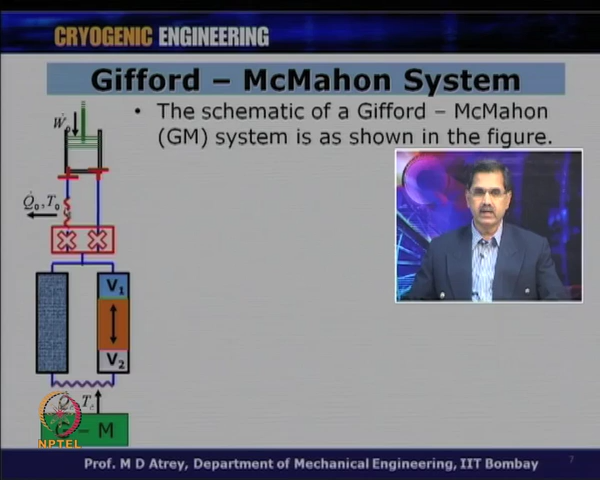 CRYOGENIC ENGINEERING
Gifford – McMahon System
• The schematic of a Gifford – McMahon
(GM) system is as shown in the figure.
Q̇₀, T₀
V₁
V₂
– M
NPTEL
Prof. M D Atrey, Department of Mechanical Engineering, IIT Bombay
7